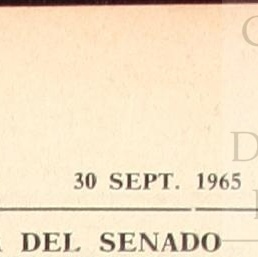 30 SEPT. 1965
DEL SENADO